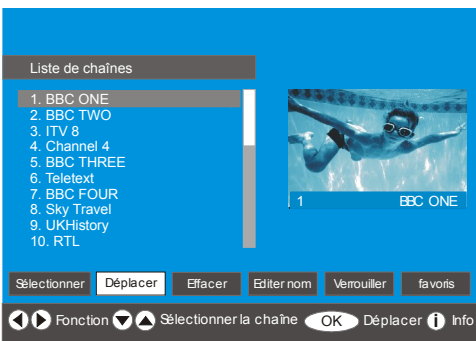 Liste de chaînes
1. BBC ONE
2. BBC TWO
3. ITV 8
4. Channel 4
5. BBC THREE
6. Teletext
7. BBC FOUR
8. Sky Travel
9. UKHistory
10. RTL
1 BBC ONE
Sélectionner Déplacer Effacer Editer nom Verrouiller favoris
Fonction Sélectionner la chaîne OK Déplacer i Info